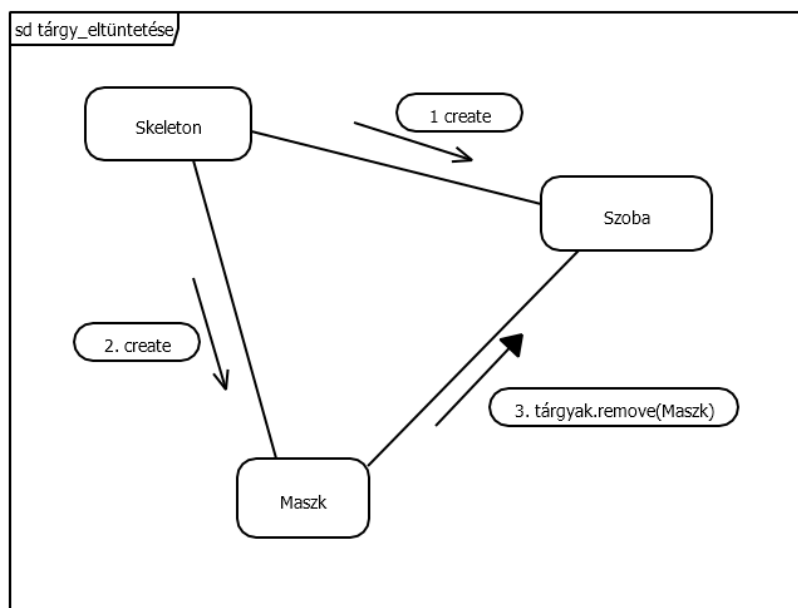 sd tárgy_eltüntetése
Skeleton
1 create
Szoba
2. create
3. tárgyak.remove(Maszk)
Maszk